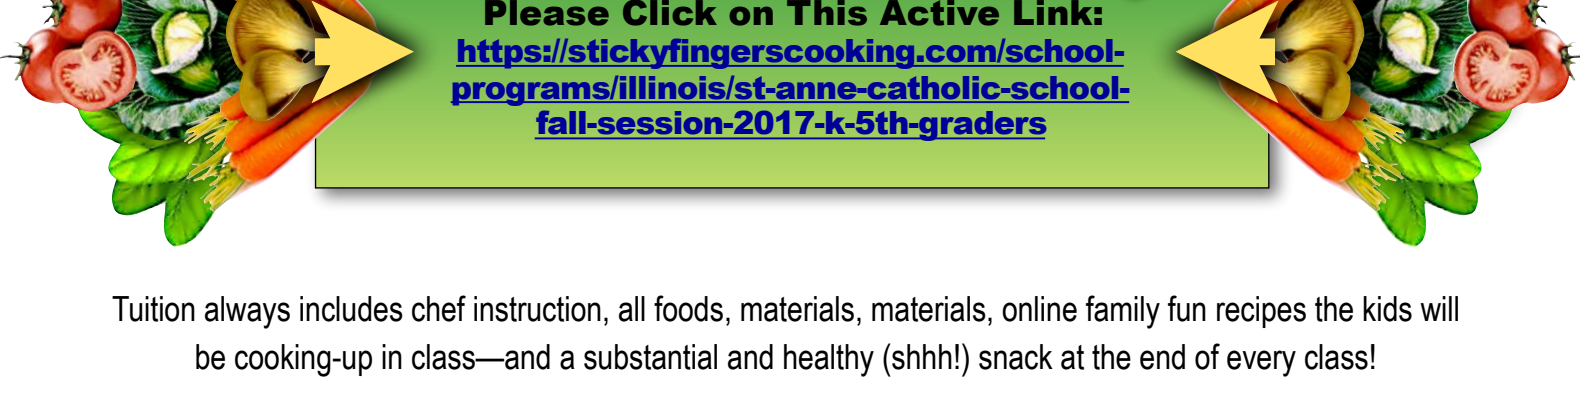 Please Click on This Active Link:
https://stickyfingerscooking.com/school-
programs/illinois/st-anne-catholic-school-
fall-session-2017-k-5th-graders
Tuition always includes chef instruction, all foods, materials, materials, online family fun recipes the kids will
be cooking-up in class—and a substantial and healthy (shhh!) snack at the end of every class!